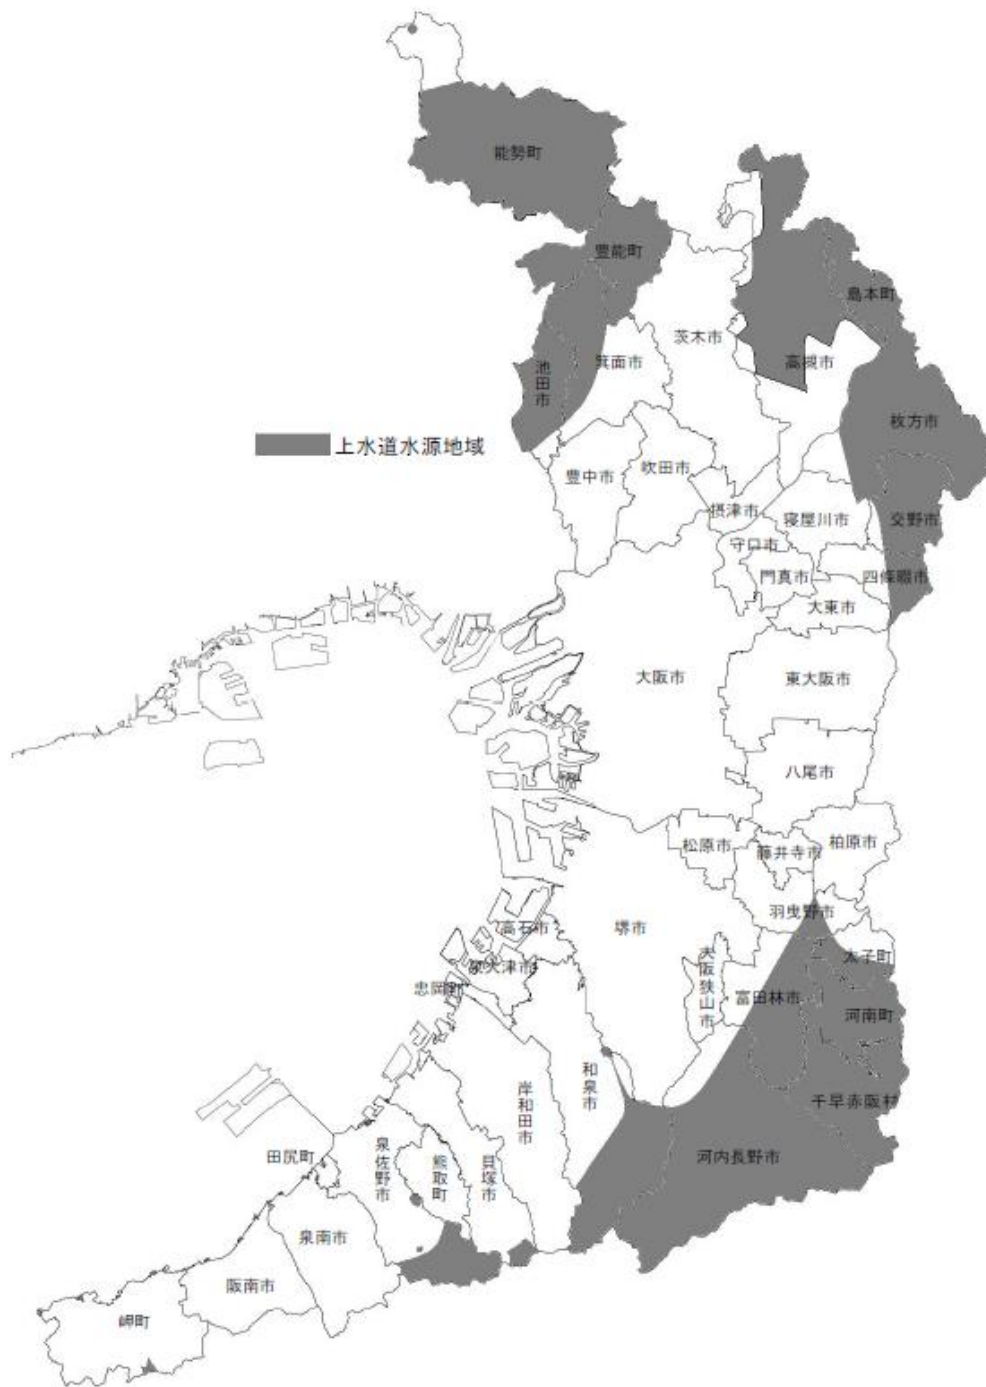 能勢町
豊能町
島本町
茨木市
高槻市
箕面市
池田市
枚方市
上水道水源地域
吹田市
豊中市
摂津市
寝屋川市
交野市
守口市
門真市
四條畷市
大東市
大阪市
東大阪市
八尾市
松原市
藤井寺市
柏原市
羽曳野市
高石市
堺市
太子町
泉大津市
大阪狭山市
忠岡町
富田林市
河南町
和泉市
岸和田市
千早赤阪村
田尻町
泉佐野市
熊取町
貝塚市
河内長野市
泉南市
阪南市
岬町